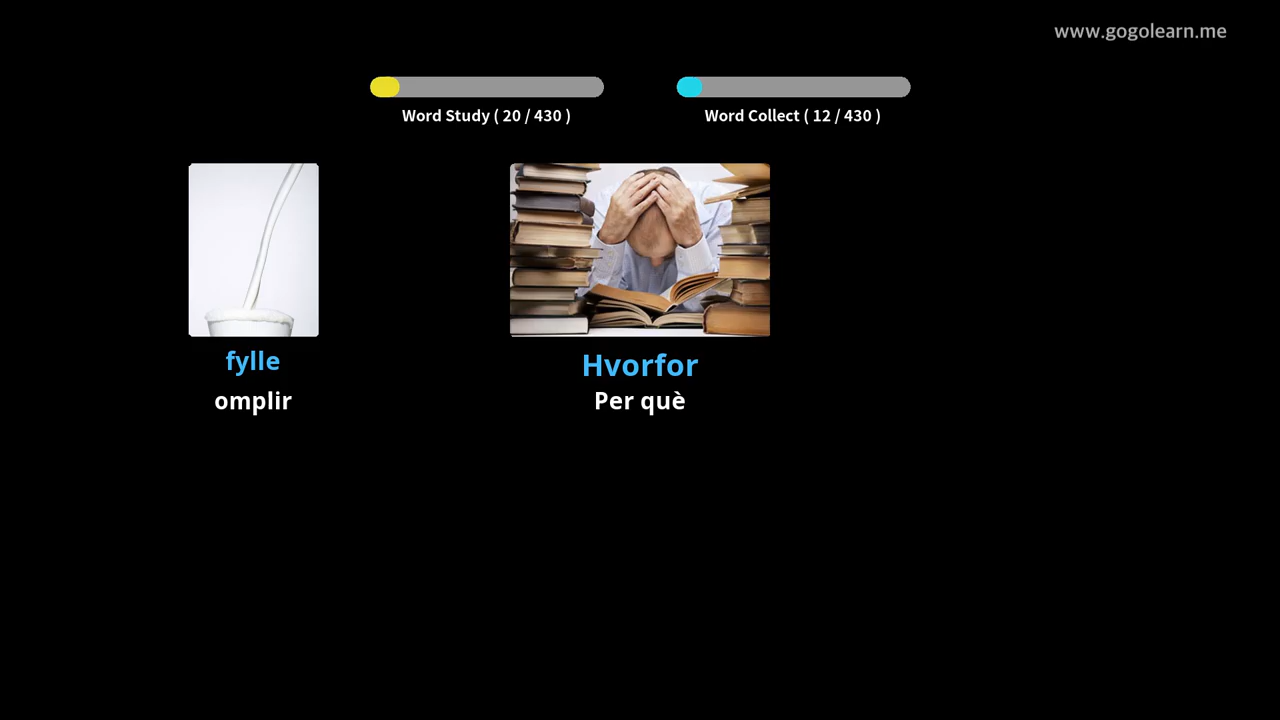 www.gogolearn.me
Word Study ( 20 / 430 )
Word Collect ( 12 / 430 )
fylle
omplir
Hvorfor
Per què